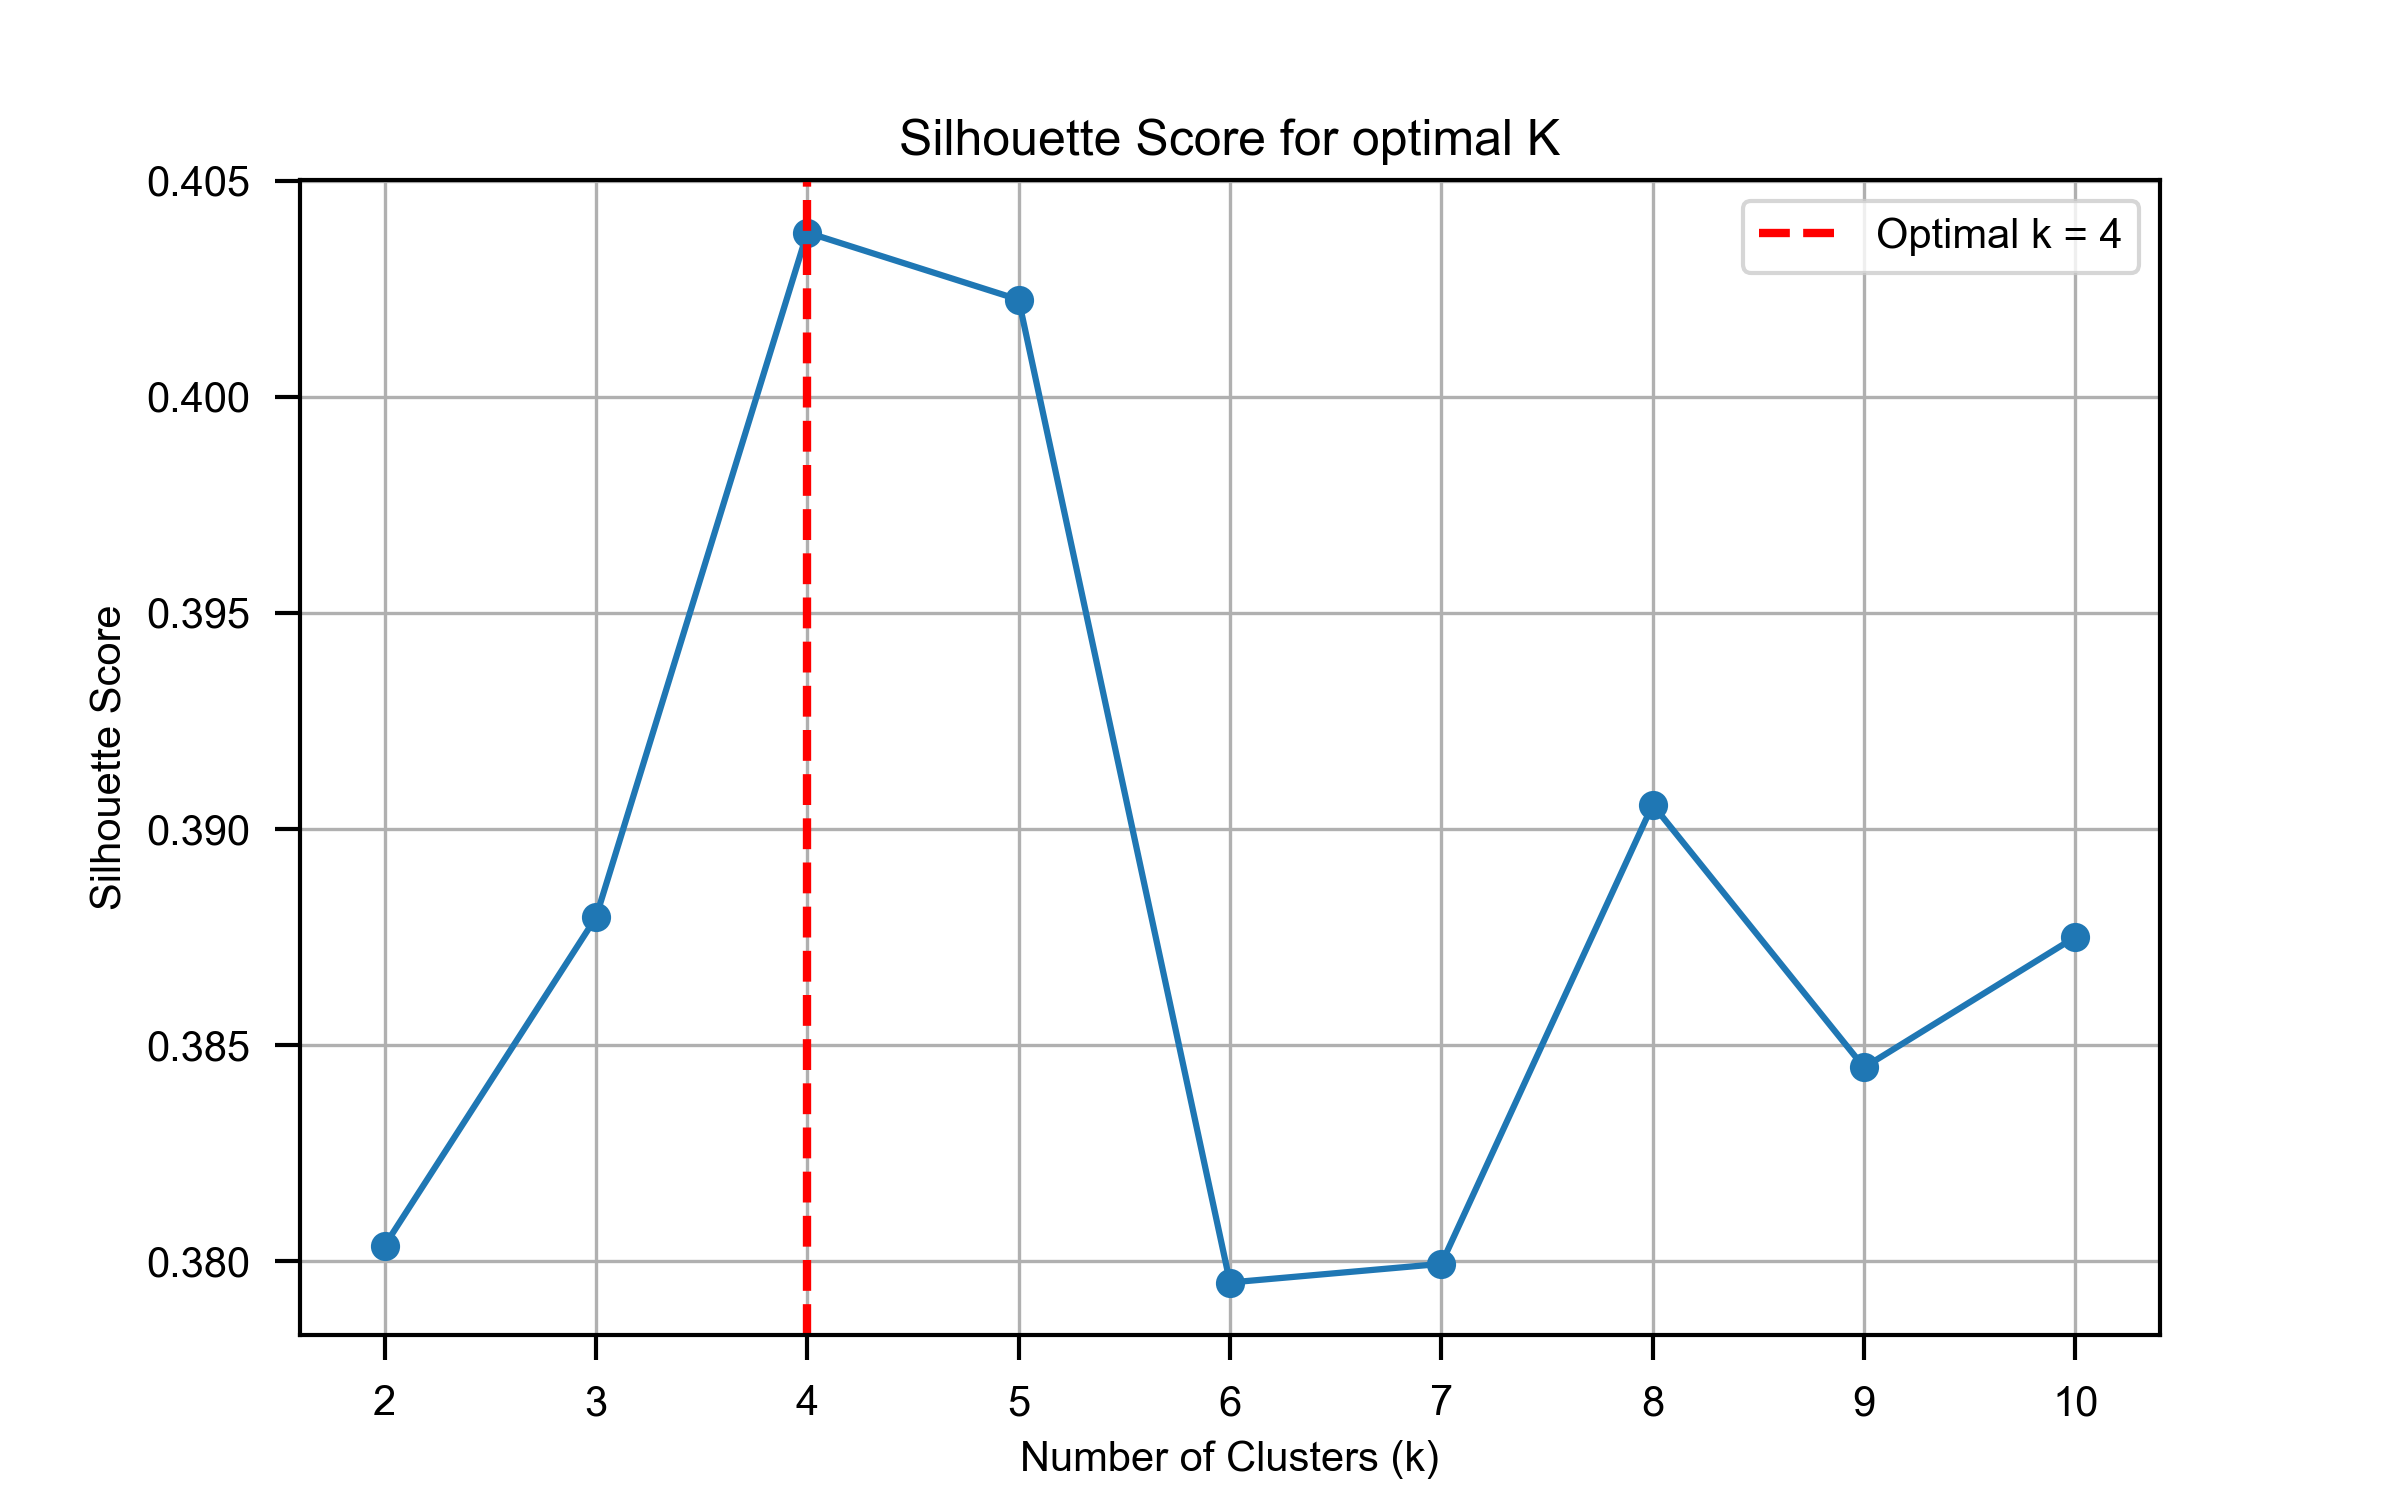 Silhouette Score for optimal K
Optimal k = 4
Silhouette Score
0.405
0.400
0.395
0.390
0.385
0.380
2 3 4 5 6 7 8 9 10
Number of Clusters (k)